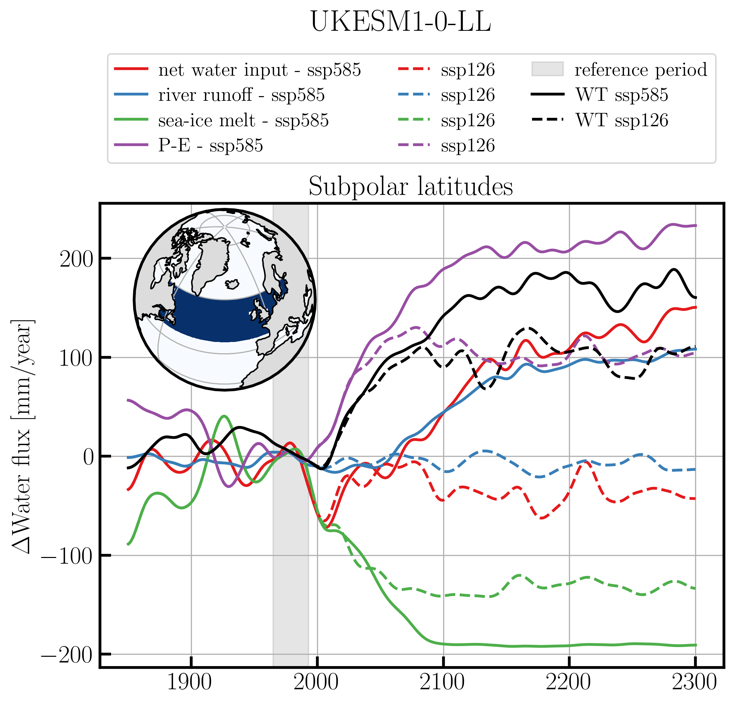 UKESM1-0-LL
net water input - ssp585 ssp126 reference period
river runoff - ssp585 ssp126 WT ssp585
sea-ice melt - ssp585 ssp126 WT ssp126
P-E - ssp585 ssp126
Subpolar latitudes
ΔWater flux [mm/year]
200
100
0
−100
−200
1900 2000 2100 2200 2300